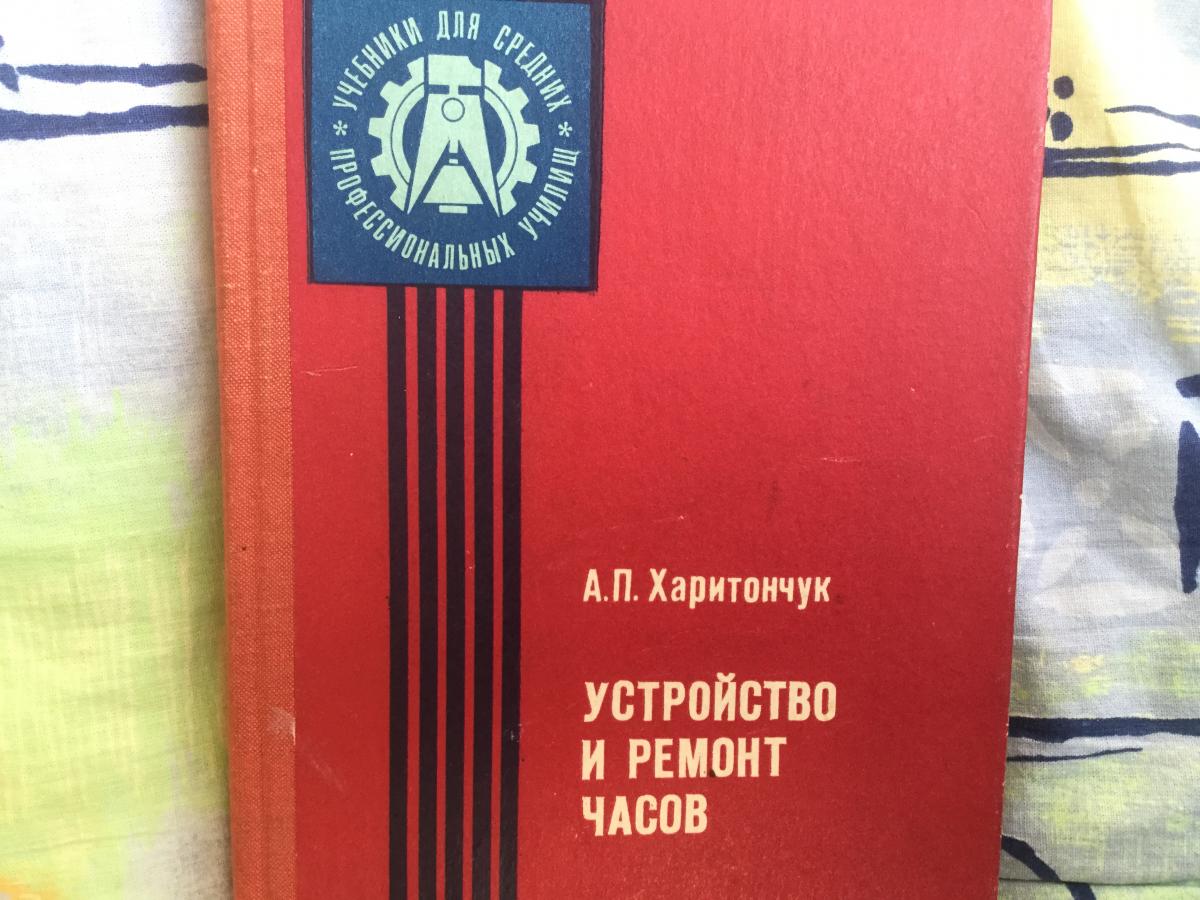 УЧЕБНИКИ ДЛЯ СРЕДНИХ
* ПРОФЕССИОНАЛЬНЫХ УЧИЛИЩ *
А.П. Харитончук
УСТРОЙСТВО
И РЕМОНТ
ЧАСОВ